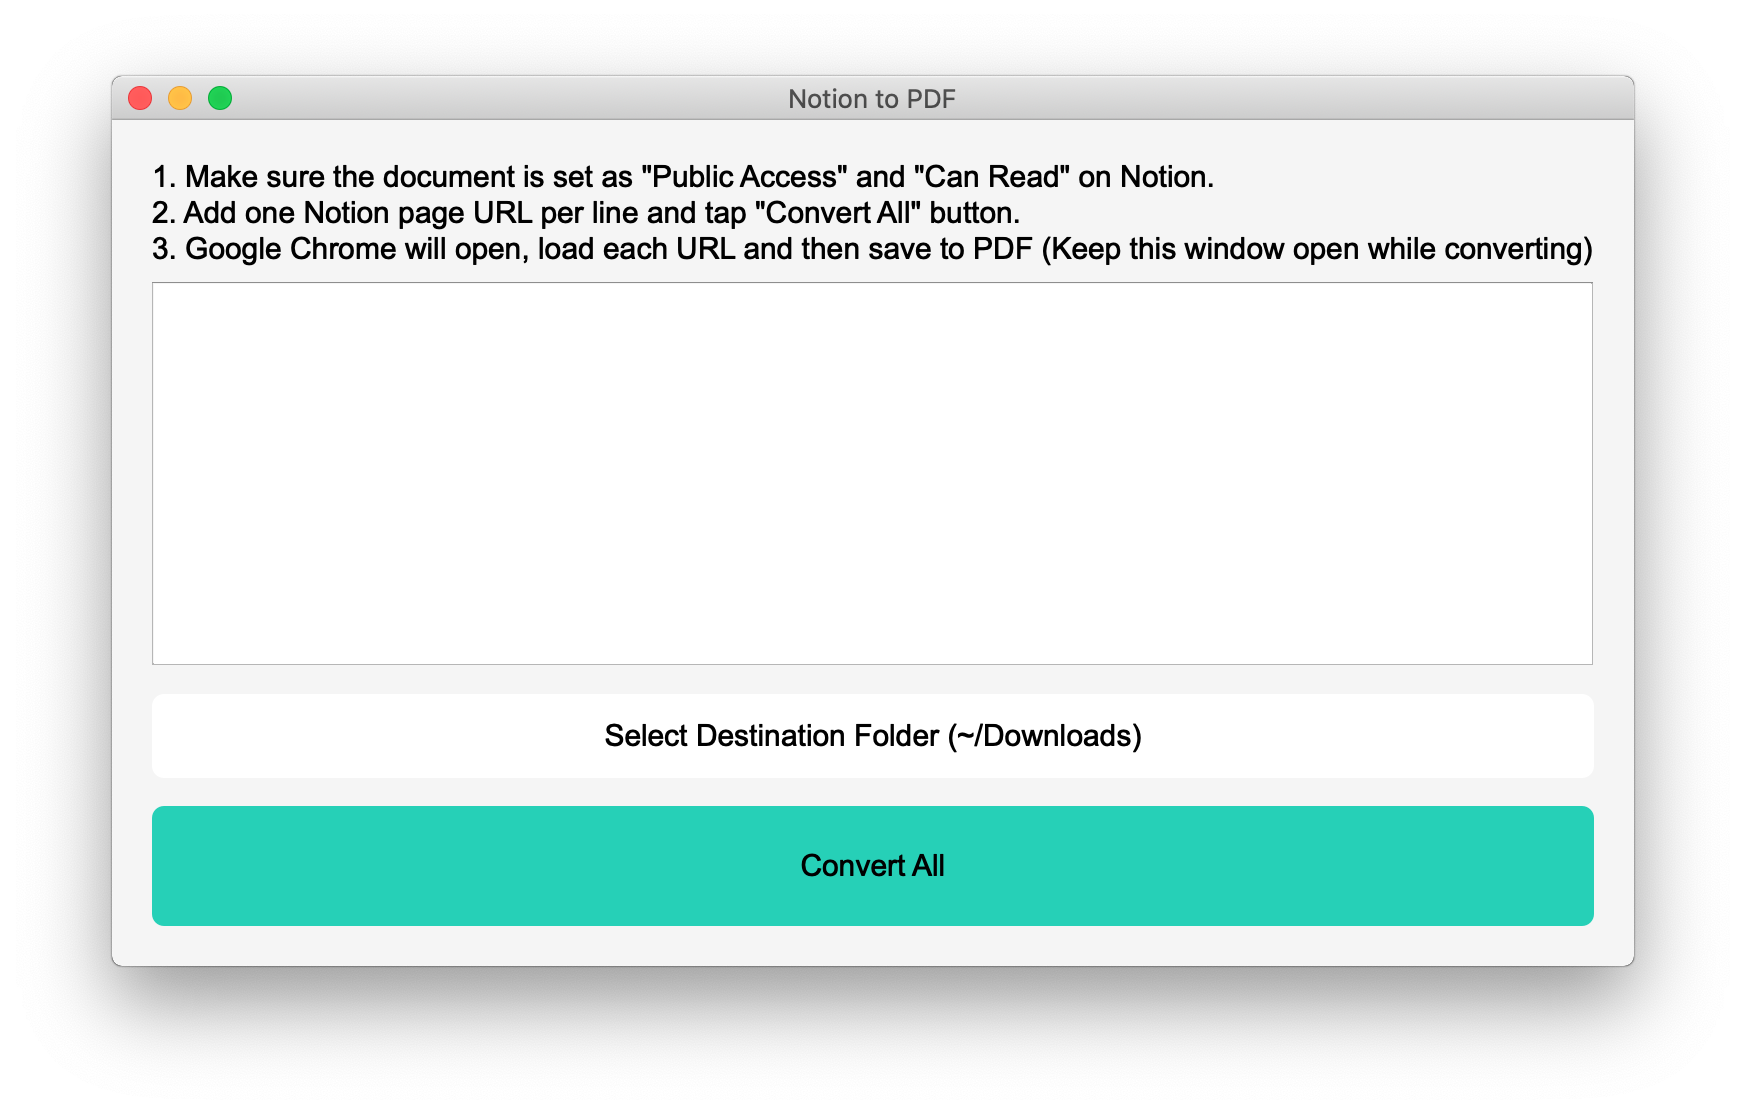 Notion to PDF
1. Make sure the document is set as "Public Access" and "Can Read" on Notion.
2. Add one Notion page URL per line and tap "Convert All" button.
3. Google Chrome will open, load each URL and then save to PDF (Keep this window open while converting)
Select Destination Folder (~/Downloads)
Convert All